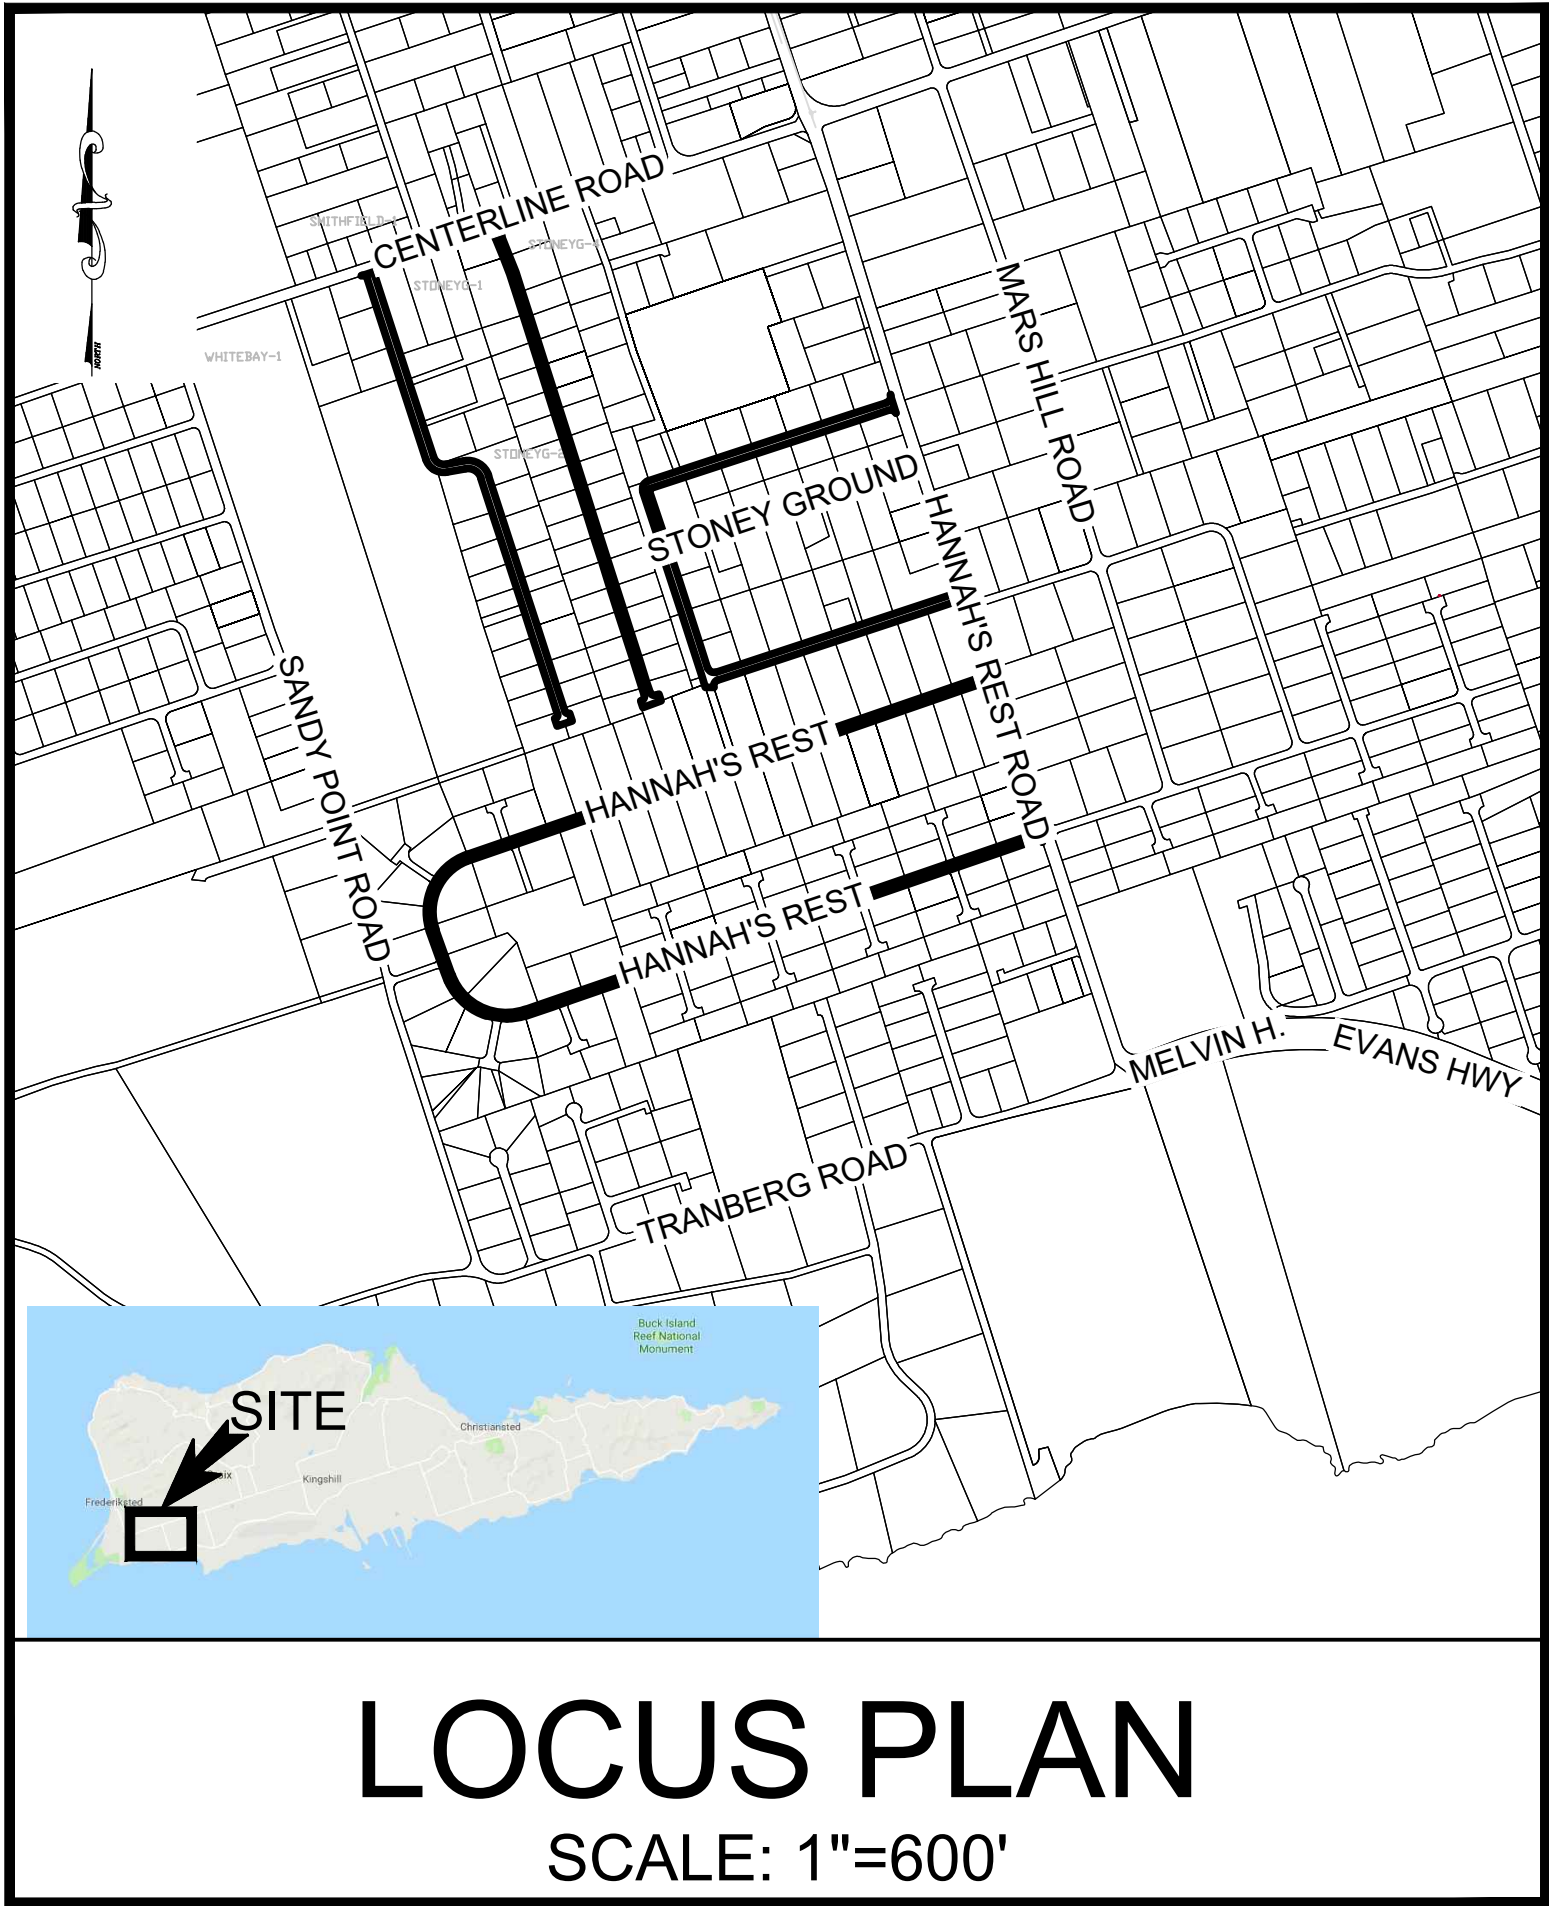 NORTH
CENTERLINE ROAD
SMITHFIELD-1
STONEYG-4
STONEYG-1
WHITEBAY-1
STONEYG-2
MARS HILL ROAD
STONEY GROUND
HANNAH'S REST ROAD
SANDY POINT ROAD
HANNAH'S REST
HANNAH'S REST
MELVIN H. EVANS HWY
TRANBERG ROAD
Buck Island
Reef National
Monument
SITE
Christiansted
Kingshill
Frederiksted
LOCUS PLAN
SCALE: 1"=600'